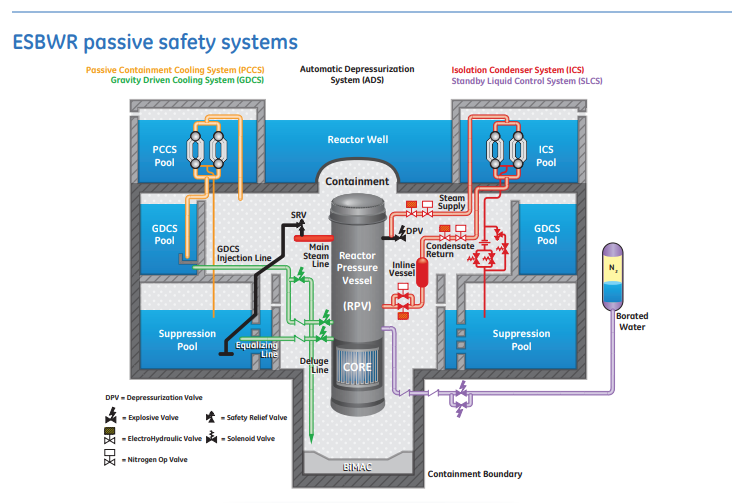 ESBWR passive safety systems
Passive Containment Cooling System (PCCS)
Gravity Driven Cooling System (GDCS)
Automatic Depressurization
System (ADS)
Isolation Condenser System (ICS)
Standby Liquid Control System (SLCS)
Reactor Well
PCCS
Pool
ICS
Pool
Containment
Steam
Supply
SRV
DPV
GDCS
Pool
GDCS
Injection Line
Main
Steam
Line
Reactor
Pressure
Vessel
(RPV)
Condensate
Return
Inline
Vessel
GDCS
Pool
N₂
Borated
Water
Suppression
Pool
Equalizing
Line
Suppression
Pool
Deluge
Line
CORE
DPV = Depressurization Valve
= Explosive Valve
= Safety Relief Valve
= ElectroHydraulic Valve
= Solenoid Valve
= Nitrogen Op Valve
BiMAC
Containment Boundary